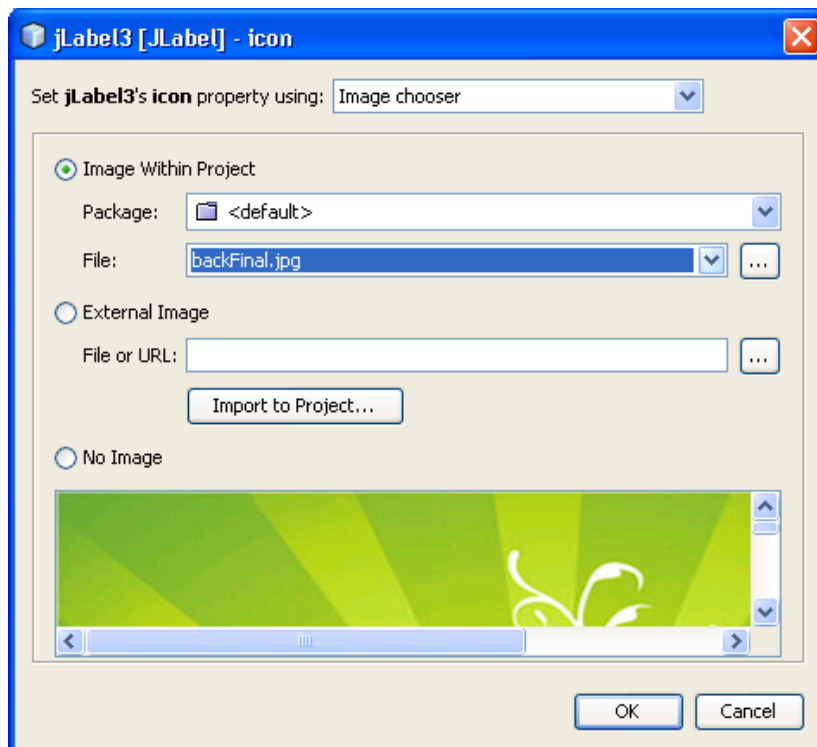 jLabel3 [JLabel] - icon
Set jLabel3's icon property using: Image chooser
Image Within Project
Package: <default>
File: backFinal.jpg ...
External Image
File or URL: ...
Import to Project...
No Image
OK Cancel